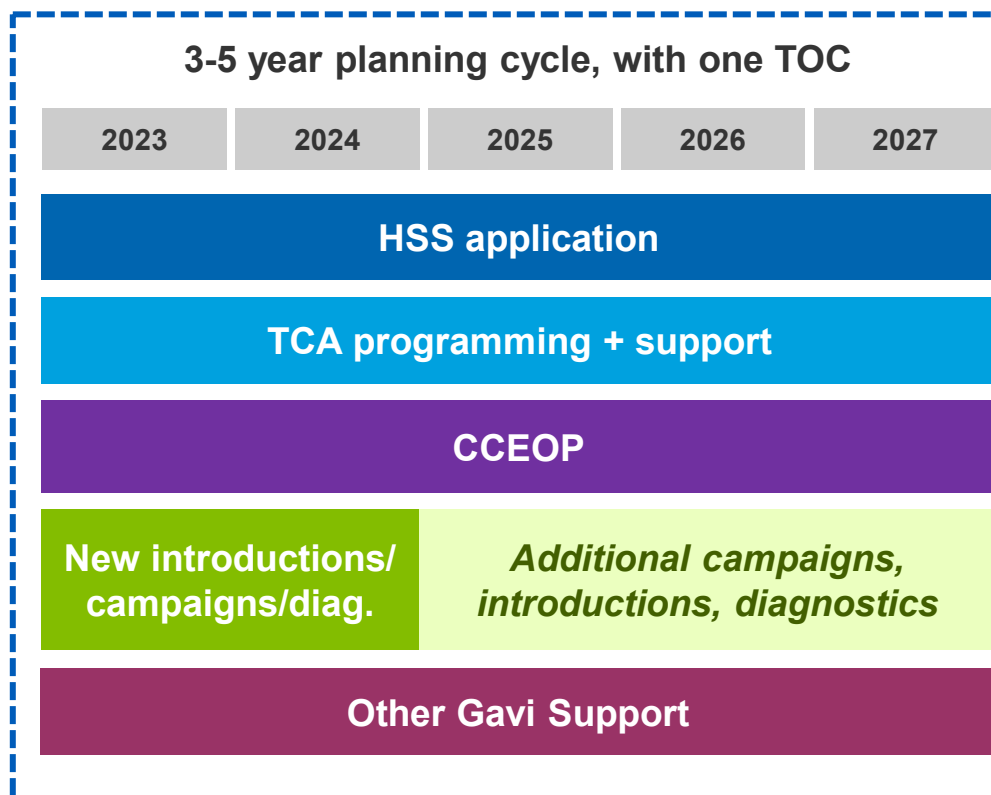 3-5 year planning cycle, with one TOC
2023 2024 2025 2026 2027
HSS application
TCA programming + support
CCEOP
New introductions/
campaigns/diag.
Additional campaigns,
introductions, diagnostics
Other Gavi Support